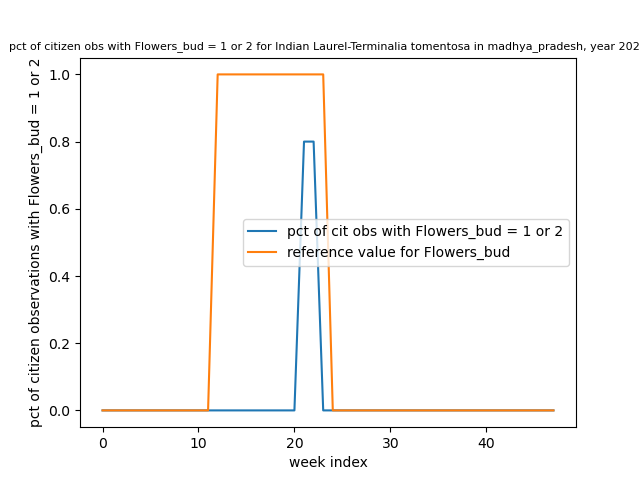 pct of citizen obs with Flowers_bud = 1 or 2 for Indian Laurel-Terminalia tomentosa in madhya_pradesh, year 202
pct of citizen observations with Flowers_bud = 1 or 2
1.0
0.8
0.6
0.4
0.2
0.0
pct of cit obs with Flowers_bud = 1 or 2
reference value for Flowers_bud
0 10 20 30 40
week index